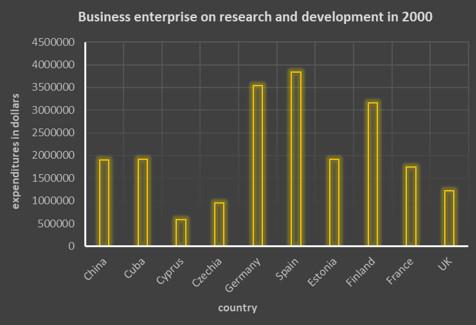 Business enterprise on research and development in 2000
4500000
4000000
3500000
3000000
2500000
2000000
1500000
1000000
500000
0
expenditures in dollars
China
Cuba
Cyprus
Czechia
Germany
Spain
Estonia
Finland
France
UK
country